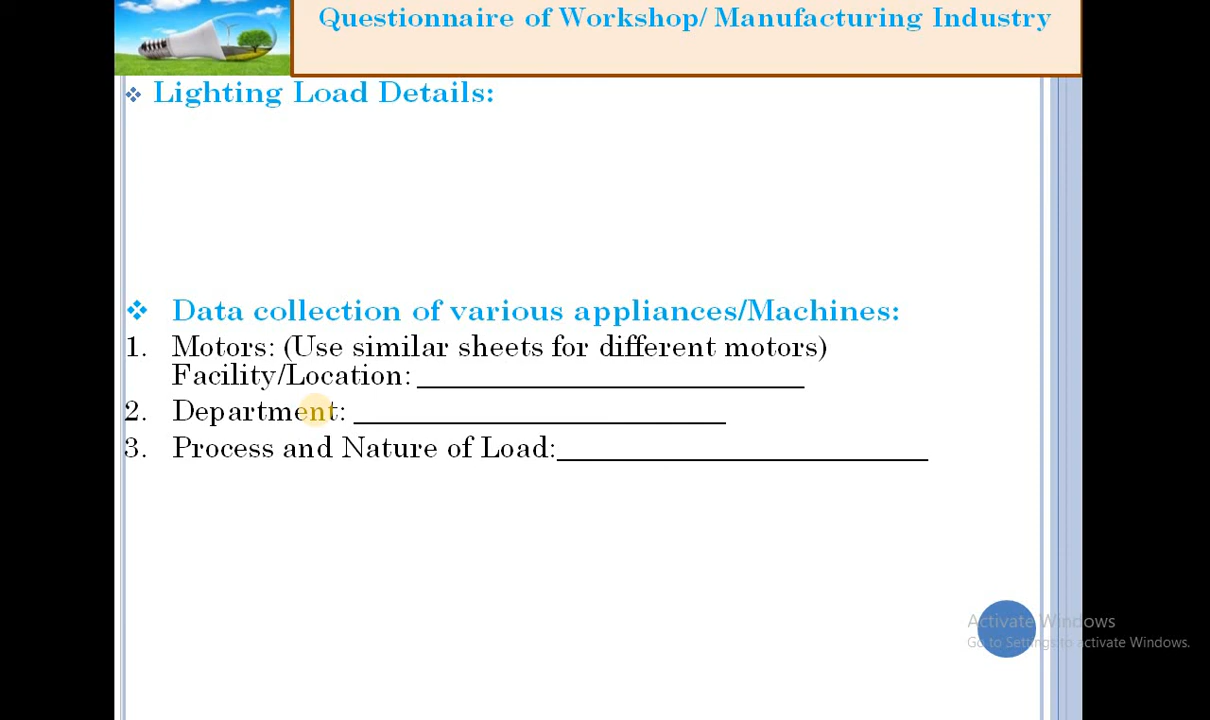 Questionnaire of Workshop/ Manufacturing Industry
❖ Lighting Load Details:
❖ Data collection of various appliances/Machines:
1. Motors: (Use similar sheets for different motors)
Facility/Location: ___________________________
2. Department: __________________________
3. Process and Nature of Load:__________________________
Activate Windows
Go to Settings to activate Windows.